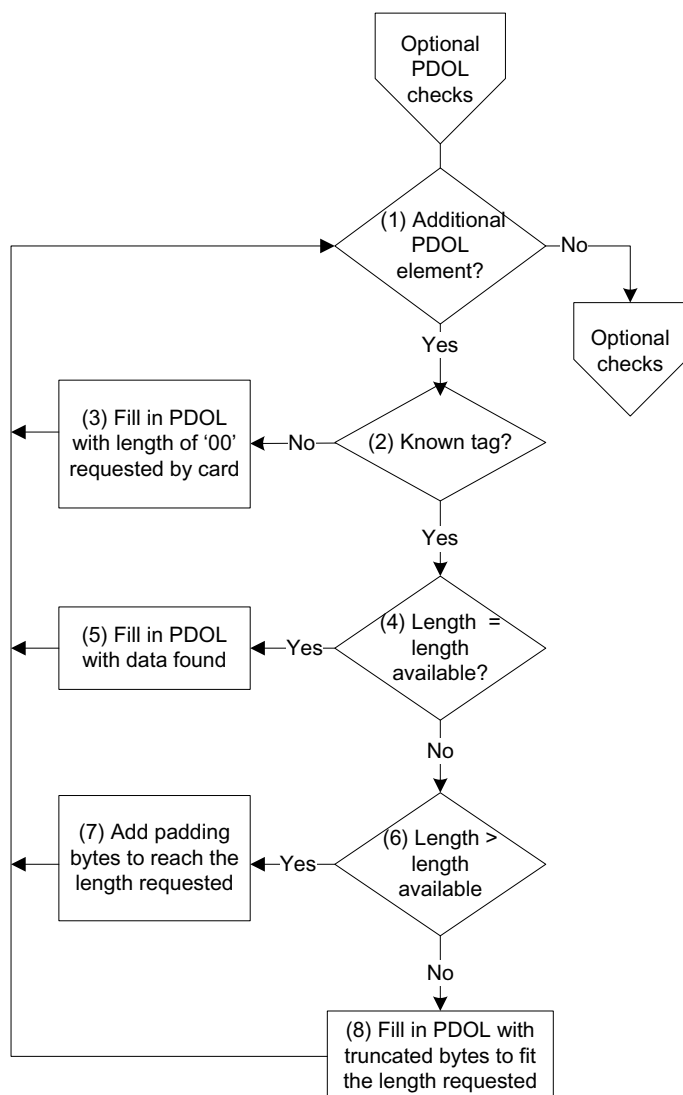 Optional
PDOL
checks
(1) Additional
PDOL
element?
No
Optional
checks
Yes
(3) Fill in PDOL
with length of ‘00’
requested by card
No
(2) Known tag?
Yes
(5) Fill in PDOL
with data found
Yes
(4) Length =
length
available?
No
(7) Add padding
bytes to reach the
length requested
Yes
(6) Length >
length
available
No
(8) Fill in PDOL with
truncated bytes to fit
the length requested